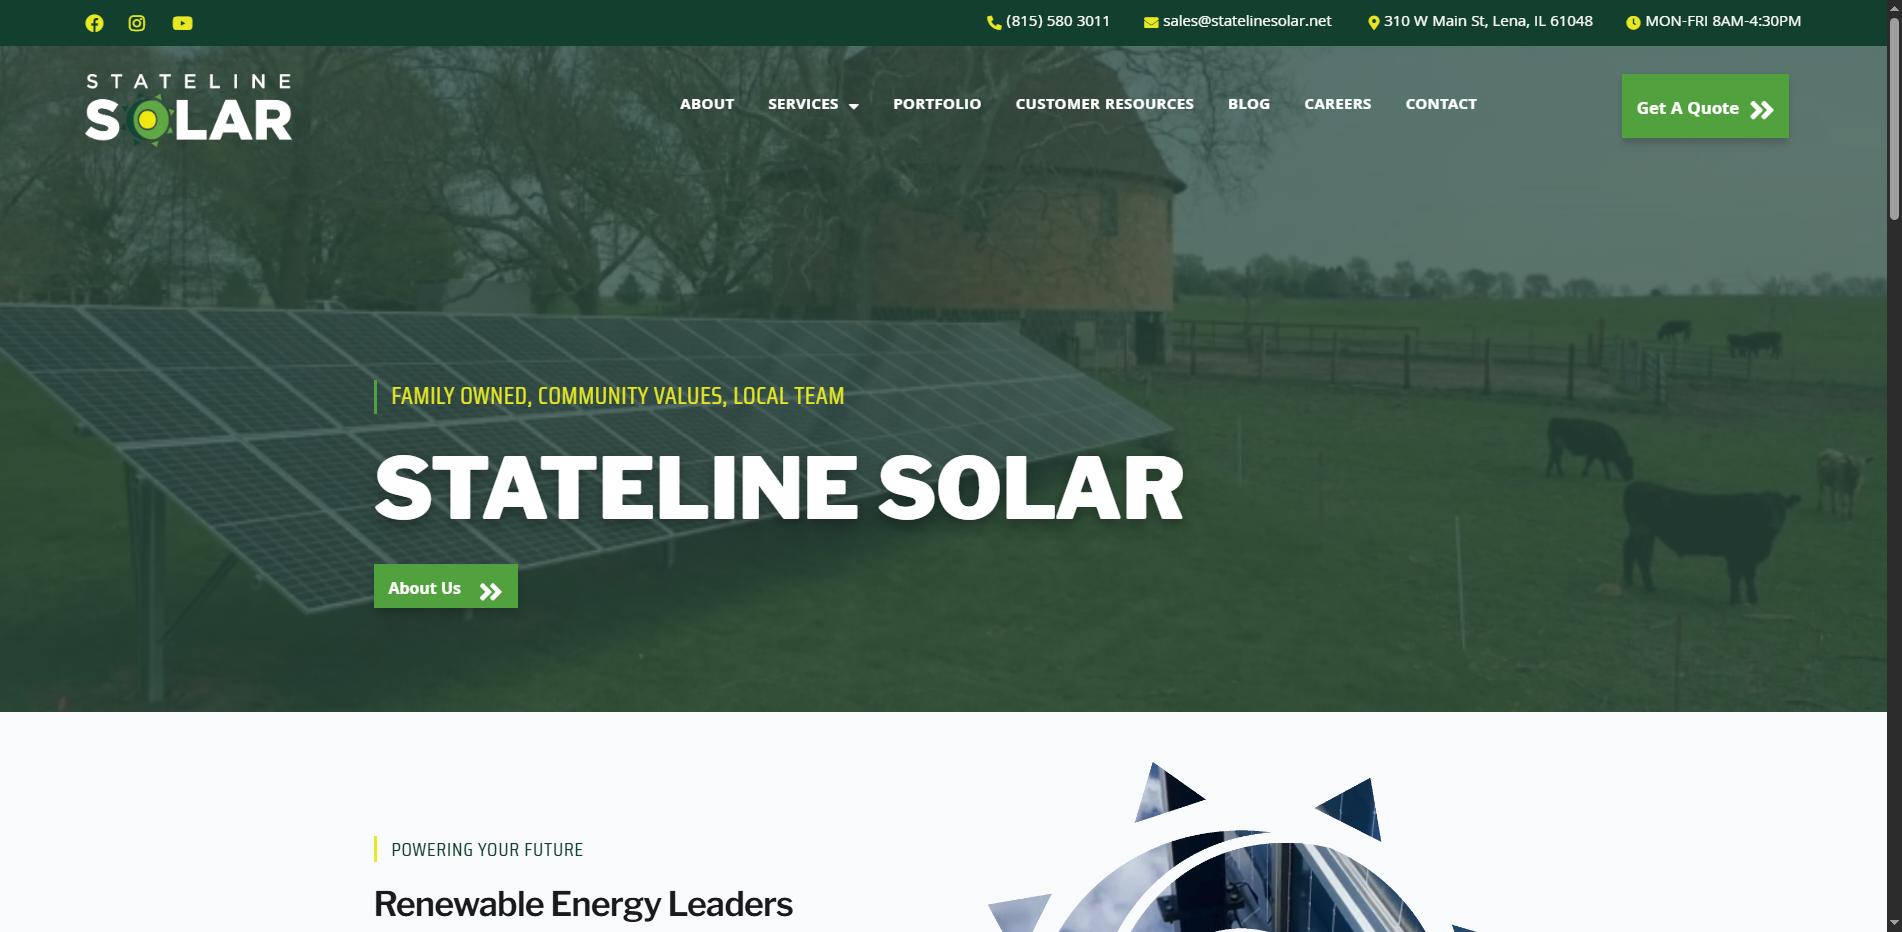 (815) 580 3011 sales@statelinesolar.net 310 W Main St, Lena, IL 61048 MON-FRI 8AM-4:30PM
STATELINE
SOLAR
ABOUT SERVICES PORTFOLIO CUSTOMER RESOURCES BLOG CAREERS CONTACT
Get A Quote
FAMILY OWNED, COMMUNITY VALUES, LOCAL TEAM
STATELINE SOLAR
About Us
POWERING YOUR FUTURE
Renewable Energy Leaders